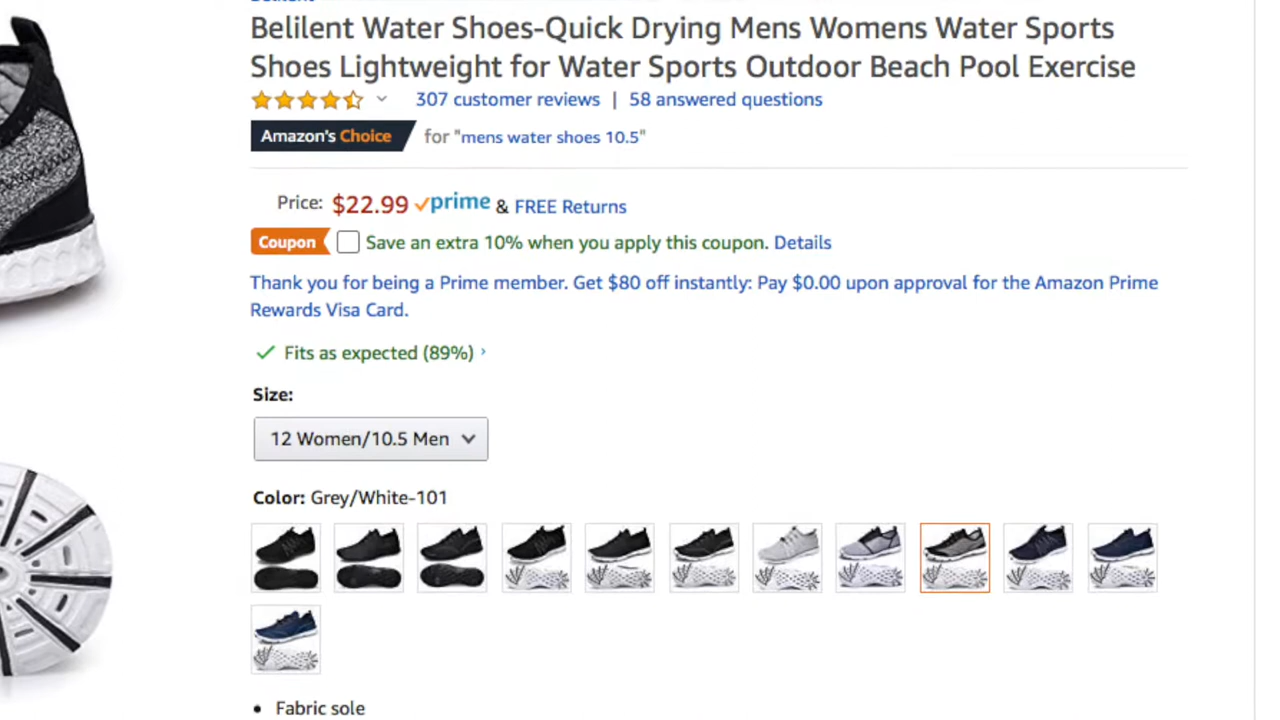 Belilent Water Shoes-Quick Drying Mens Womens Water Sports
Shoes Lightweight for Water Sports Outdoor Beach Pool Exercise
307 customer reviews | 58 answered questions
Amazon's Choice for "mens water shoes 10.5"
Price: $22.99 prime & FREE Returns
Coupon Save an extra 10% when you apply this coupon. Details
Thank you for being a Prime member. Get $80 off instantly: Pay $0.00 upon approval for the Amazon Prime
Rewards Visa Card.
Fits as expected (89%) ›
Size:
12 Women/10.5 Men
Color: Grey/White-101
• Fabric sole